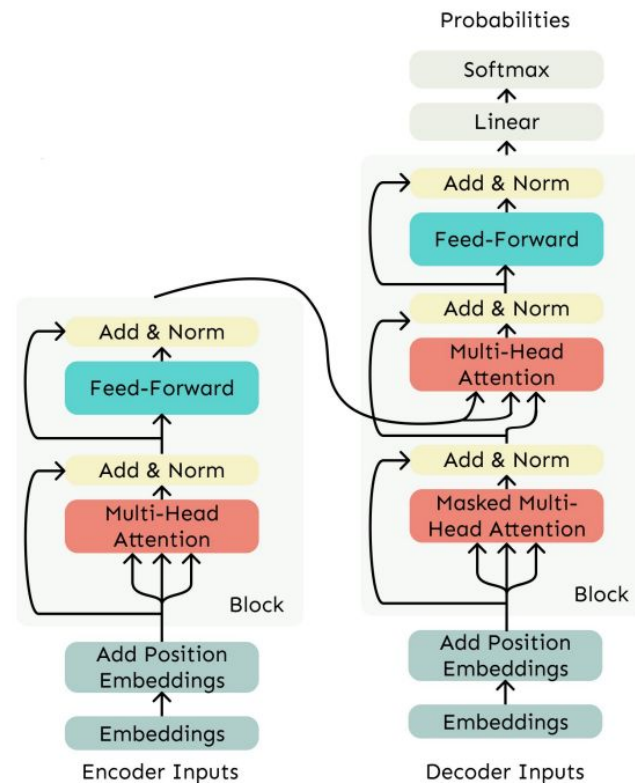 Probabilities
Softmax
Linear
Add & Norm
Feed-Forward
Add & Norm
Multi-Head
Attention
Add & Norm
Masked Multi-
Head Attention
Block
Add Position
Embeddings
Embeddings
Decoder Inputs
Add & Norm
Feed-Forward
Add & Norm
Multi-Head
Attention
Block
Add Position
Embeddings
Embeddings
Encoder Inputs